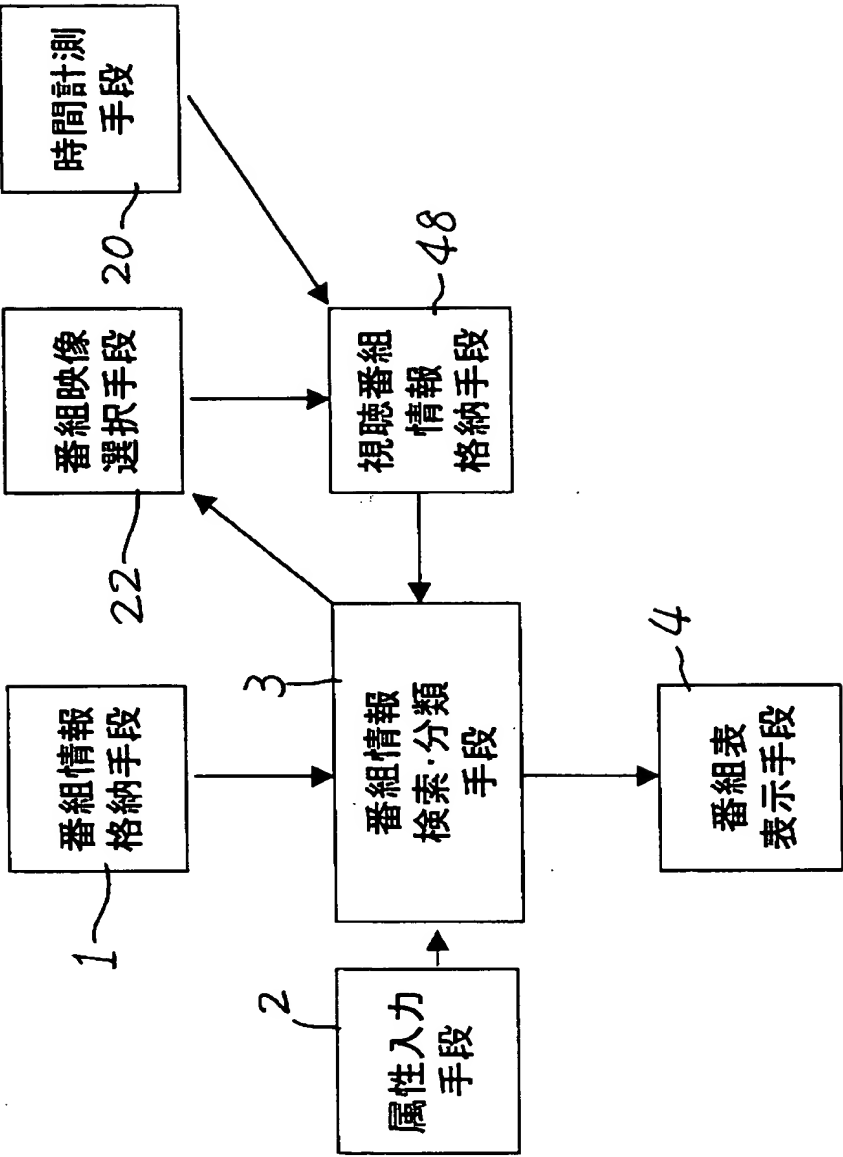 番組情報
格納手段
1
番組映像
選択手段
22
時間計測
手段
20
属性入力
手段
2
番組情報
検索・分類
手段
3
視聴番組
情報
格納手段
48
番組表
表示手段
4